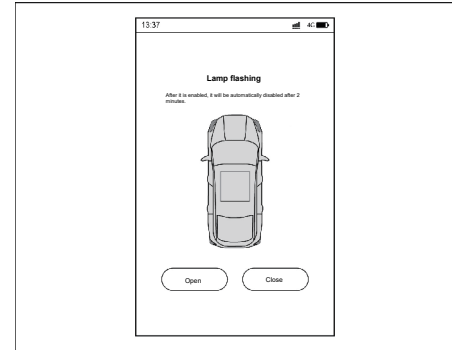 13:37 4G
Lamp flashing
After it is enabled, it will be automatically disabled after 2
minutes.
Open Close